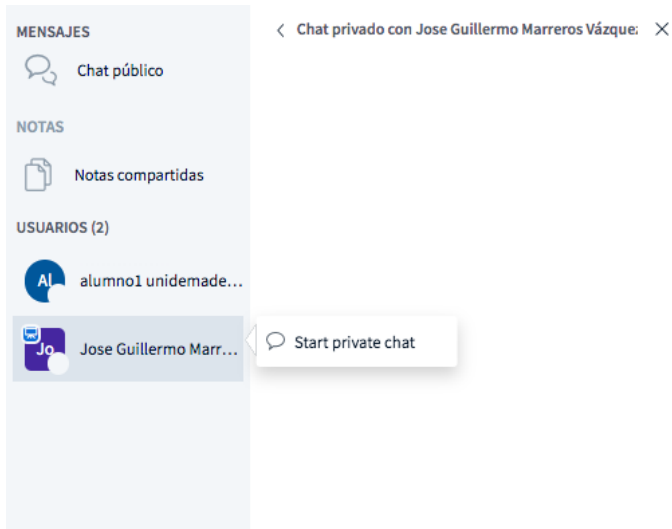 MENSAJES
Chat público
NOTAS
Notas compartidas
USUARIOS (2)
AL
alumno1 unidemade...
Jo
Jose Guillermo Marr...
Chat privado con Jose Guillermo Marreros Vázque:
Start private chat